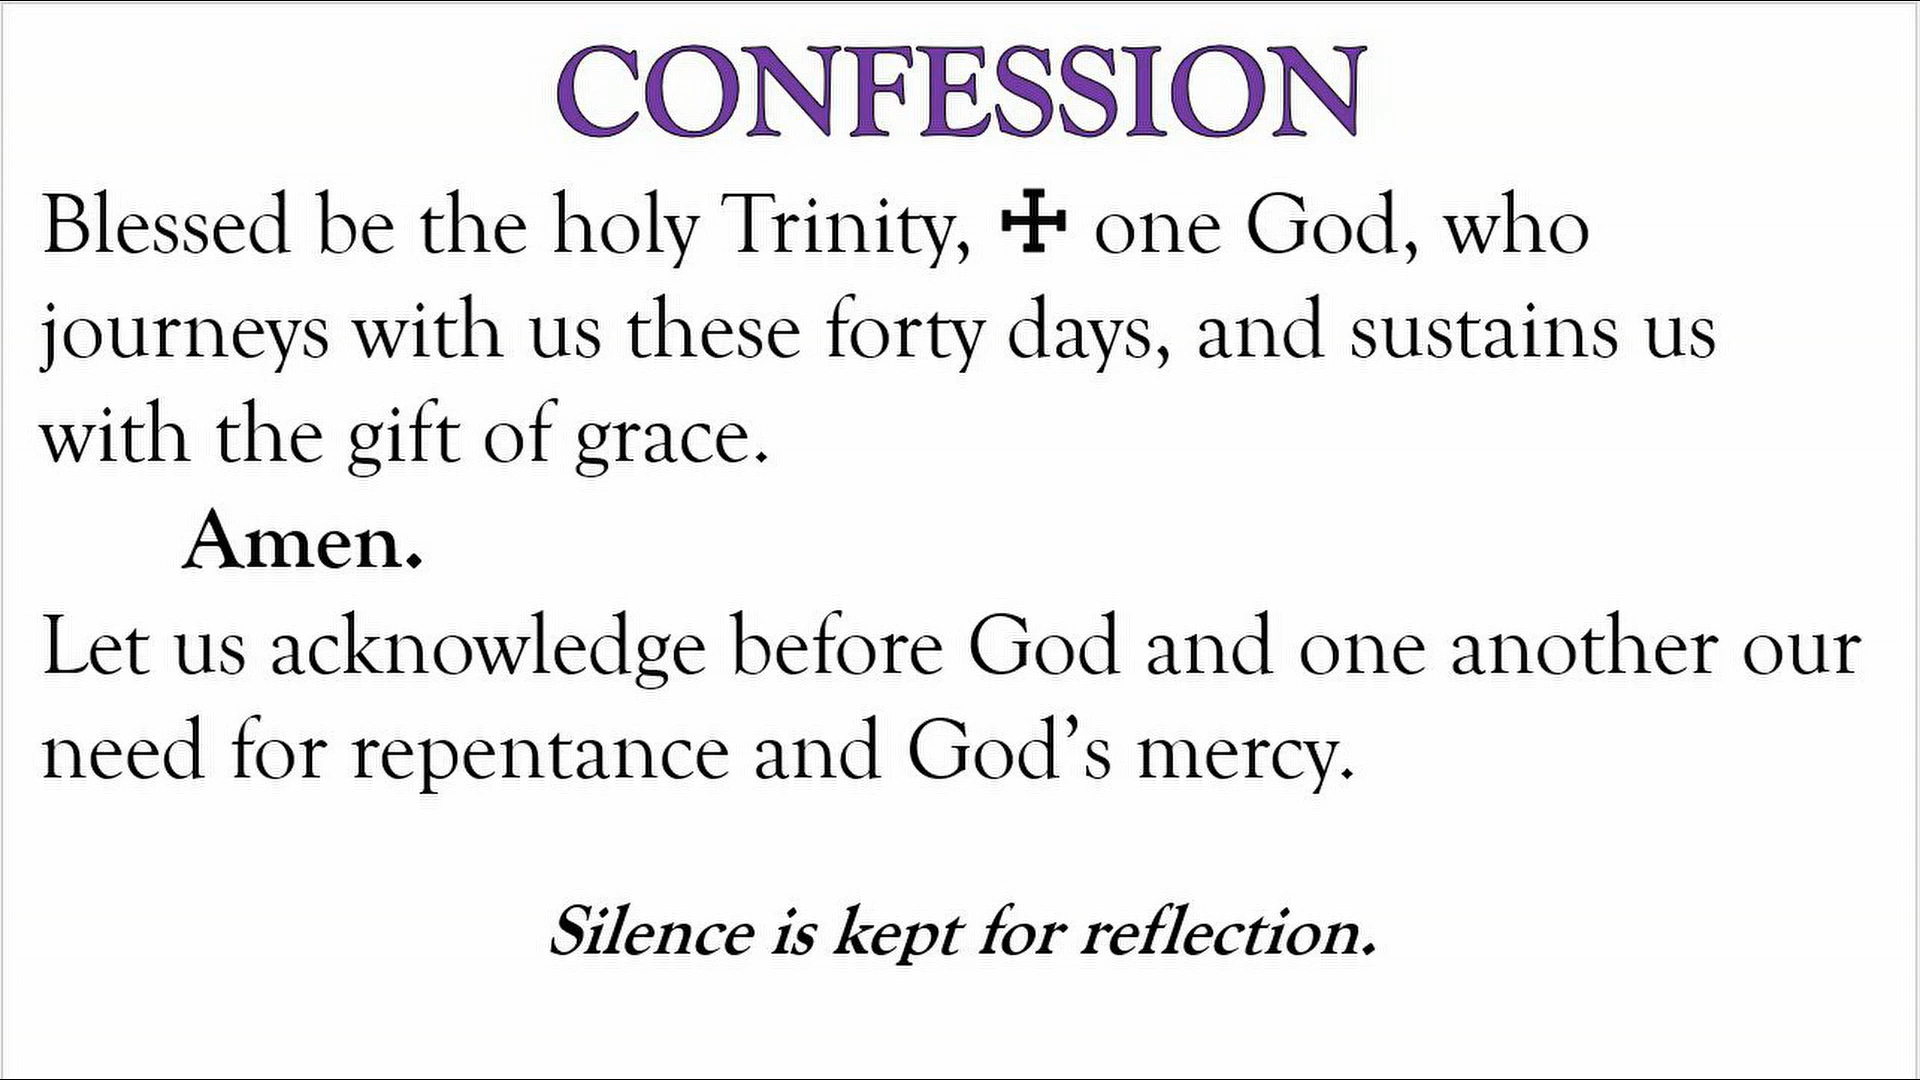 CONFESSION
Blessed be the holy Trinity, ☩ one God, who
journeys with us these forty days, and sustains us
with the gift of grace.
Amen.
Let us acknowledge before God and one another our
need for repentance and God’s mercy.
Silence is kept for reflection.